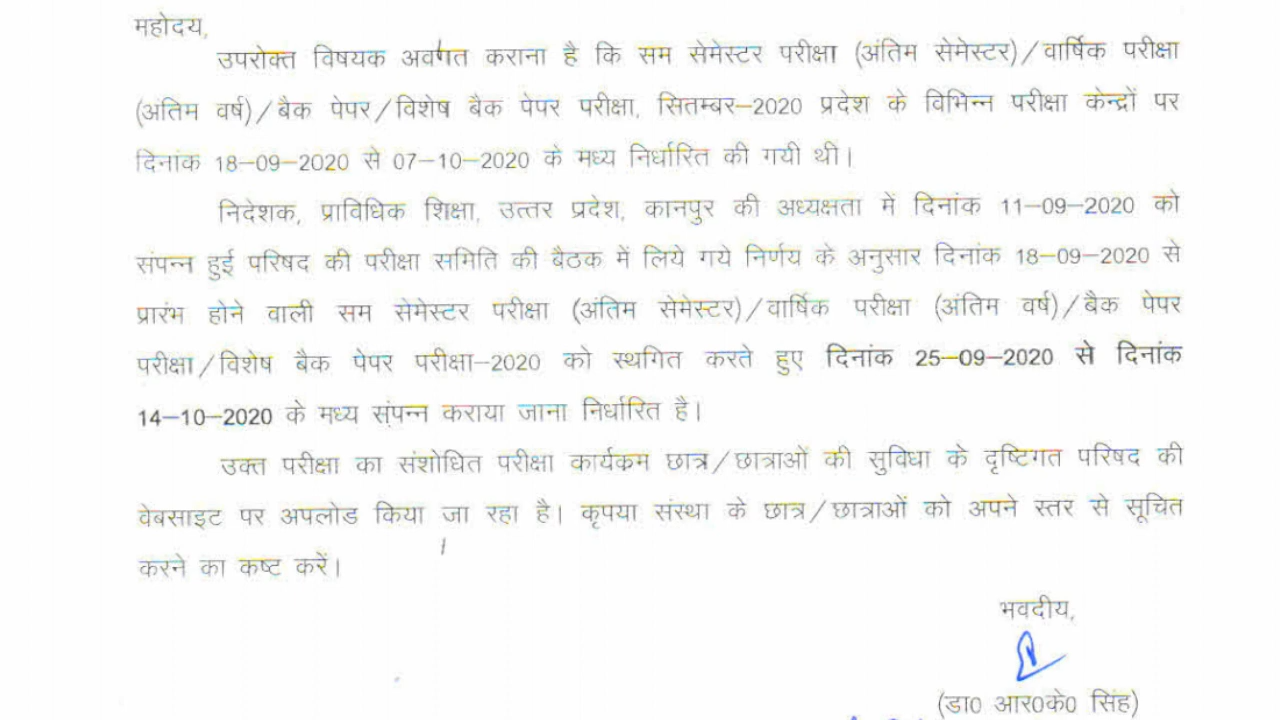 महोदय,
उपरोक्त विषयक अवगत कराना है कि सम सेमेस्टर परीक्षा (अंतिम सेमेस्टर)/वार्षिक परीक्षा
(अंतिम वर्ष)/बैक पेपर/विशेष बैक पेपर परीक्षा, सितम्बर–2020 प्रदेश के विभिन्न परीक्षा केन्द्रों पर
दिनांक 18–09–2020 से 07–10–2020 के मध्य निर्धारित की गयी थी।
निदेशक, प्राविधिक शिक्षा, उत्तर प्रदेश, कानपुर की अध्यक्षता में दिनांक 11–09–2020 को
संपन्न हुई परिषद की परीक्षा समिति की बैठक में लिये गये निर्णय के अनुसार दिनांक 18–09–2020 से
प्रारंभ होने वाली सम सेमेस्टर परीक्षा (अंतिम सेमेस्टर)/वार्षिक परीक्षा (अंतिम वर्ष)/बैक पेपर
परीक्षा/विशेष बैक पेपर परीक्षा–2020 को स्थगित करते हुए दिनांक 25–09–2020 से दिनांक
14–10–2020 के मध्य संपन्न कराया जाना निर्धारित है।
उक्त परीक्षा का संशोधित परीक्षा कार्यकम छात्र/छात्राओं की सुविधा के दृष्टिगत परिषद की
वेबसाइट पर अपलोड किया जा रहा है। कृपया संस्था के छात्र/छात्राओं को अपने स्तर से सूचित
करने का कष्ट करें।
भवदीय,
(डा0 आर0के0 सिंह)